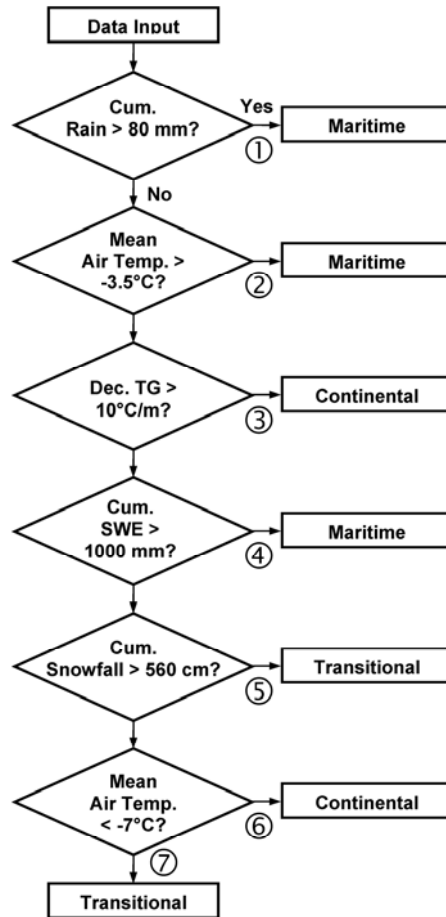 Data Input
Cum.
Rain > 80 mm?
Yes
①
Maritime
No
Mean
Air Temp. >
-3.5°C?
②
Maritime
Dec. TG >
10°C/m?
③
Continental
Cum.
SWE >
1000 mm?
④
Maritime
Cum.
Snowfall > 560 cm?
⑤
Transitional
Mean
Air Temp.
< -7°C?
⑥
Continental
⑦
Transitional